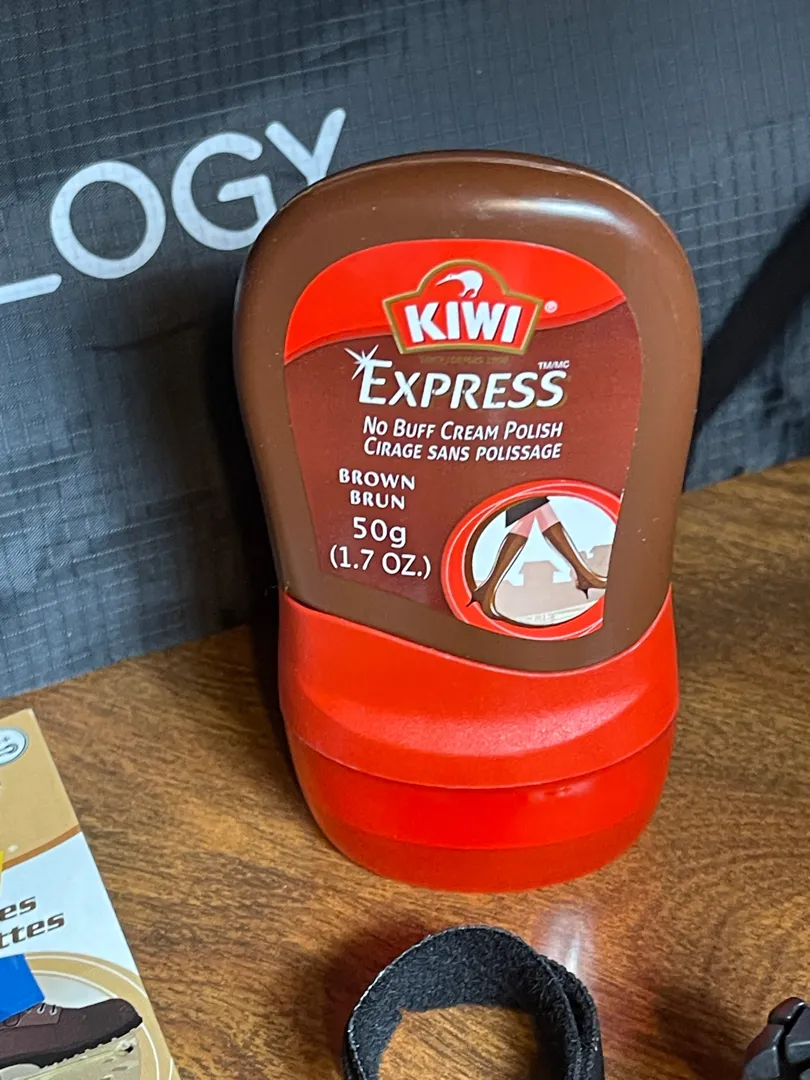 LOGY
KIWI®
EXPRESS TM/MC
NO BUFF CREAM POLISH
CIRAGE SANS POLISSAGE
BROWN
BRUN
50g
(1.7 OZ.)
es
ttes